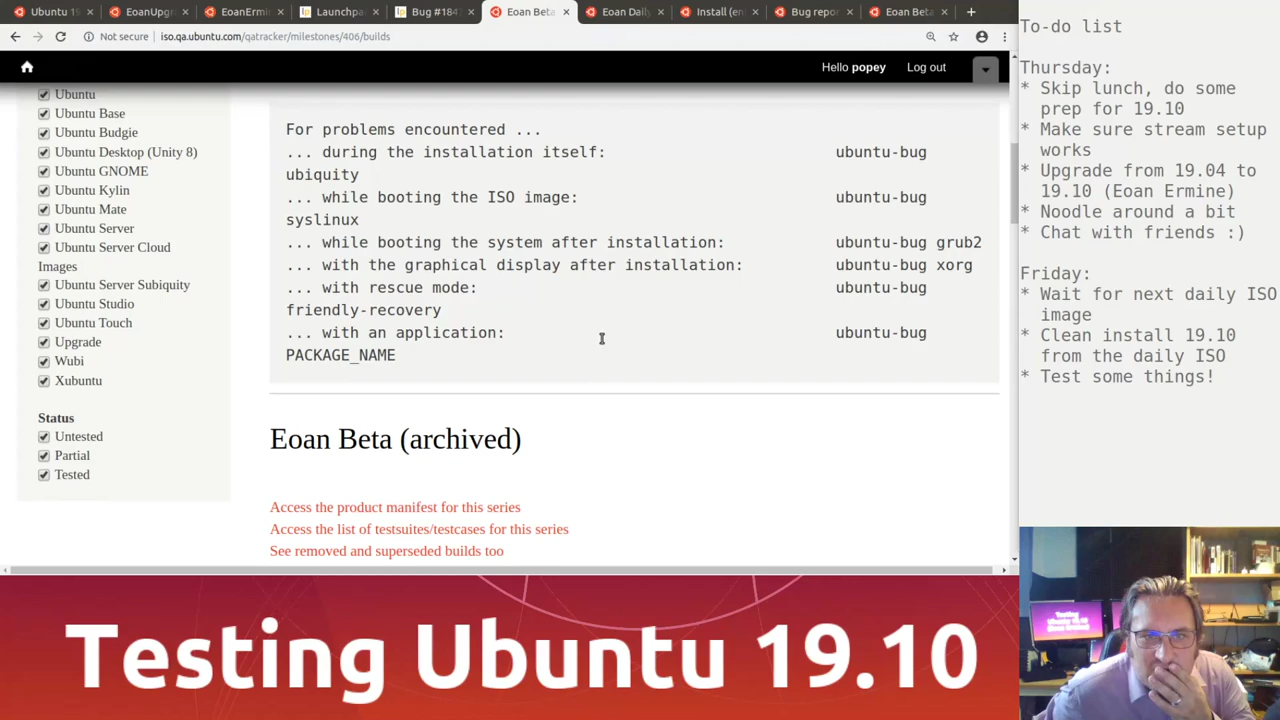 Ubuntu 19
EoanUpgr
EoanErmi
Launchpa
Bug #184
Eoan Beta
Eoan Daily
Install (en
Bug repor
Eoan Beta
Not secure
iso.qa.ubuntu.com/qatracker/milestones/406/builds
Hello popey
Log out
Ubuntu
Ubuntu Base
Ubuntu Budgie
Ubuntu Desktop (Unity 8)
Ubuntu GNOME
Ubuntu Kylin
Ubuntu Mate
Ubuntu Server
Ubuntu Server Cloud
Images
Ubuntu Server Subiquity
Ubuntu Studio
Ubuntu Touch
Upgrade
Wubi
Xubuntu
Status
Untested
Partial
Tested
For problems encountered ...
... during the installation itself: ubuntu-bug
ubiquity
... while booting the ISO image: ubuntu-bug
syslinux
... while booting the system after installation: ubuntu-bug grub2
... with the graphical display after installation: ubuntu-bug xorg
... with rescue mode: ubuntu-bug
friendly-recovery
... with an application: ubuntu-bug
PACKAGE_NAME
Eoan Beta (archived)
Access the product manifest for this series
Access the list of testsuites/testcases for this series
See removed and superseded builds too
To-do list
Thursday:
* Skip lunch, do some
prep for 19.10
* Make sure stream setup
works
* Upgrade from 19.04 to
19.10 (Eoan Ermine)
* Noodle around a bit
* Chat with friends :)
Friday:
* Wait for next daily ISO
image
* Clean install 19.10
from the daily ISO
* Test some things!
Testing Ubuntu 19.10